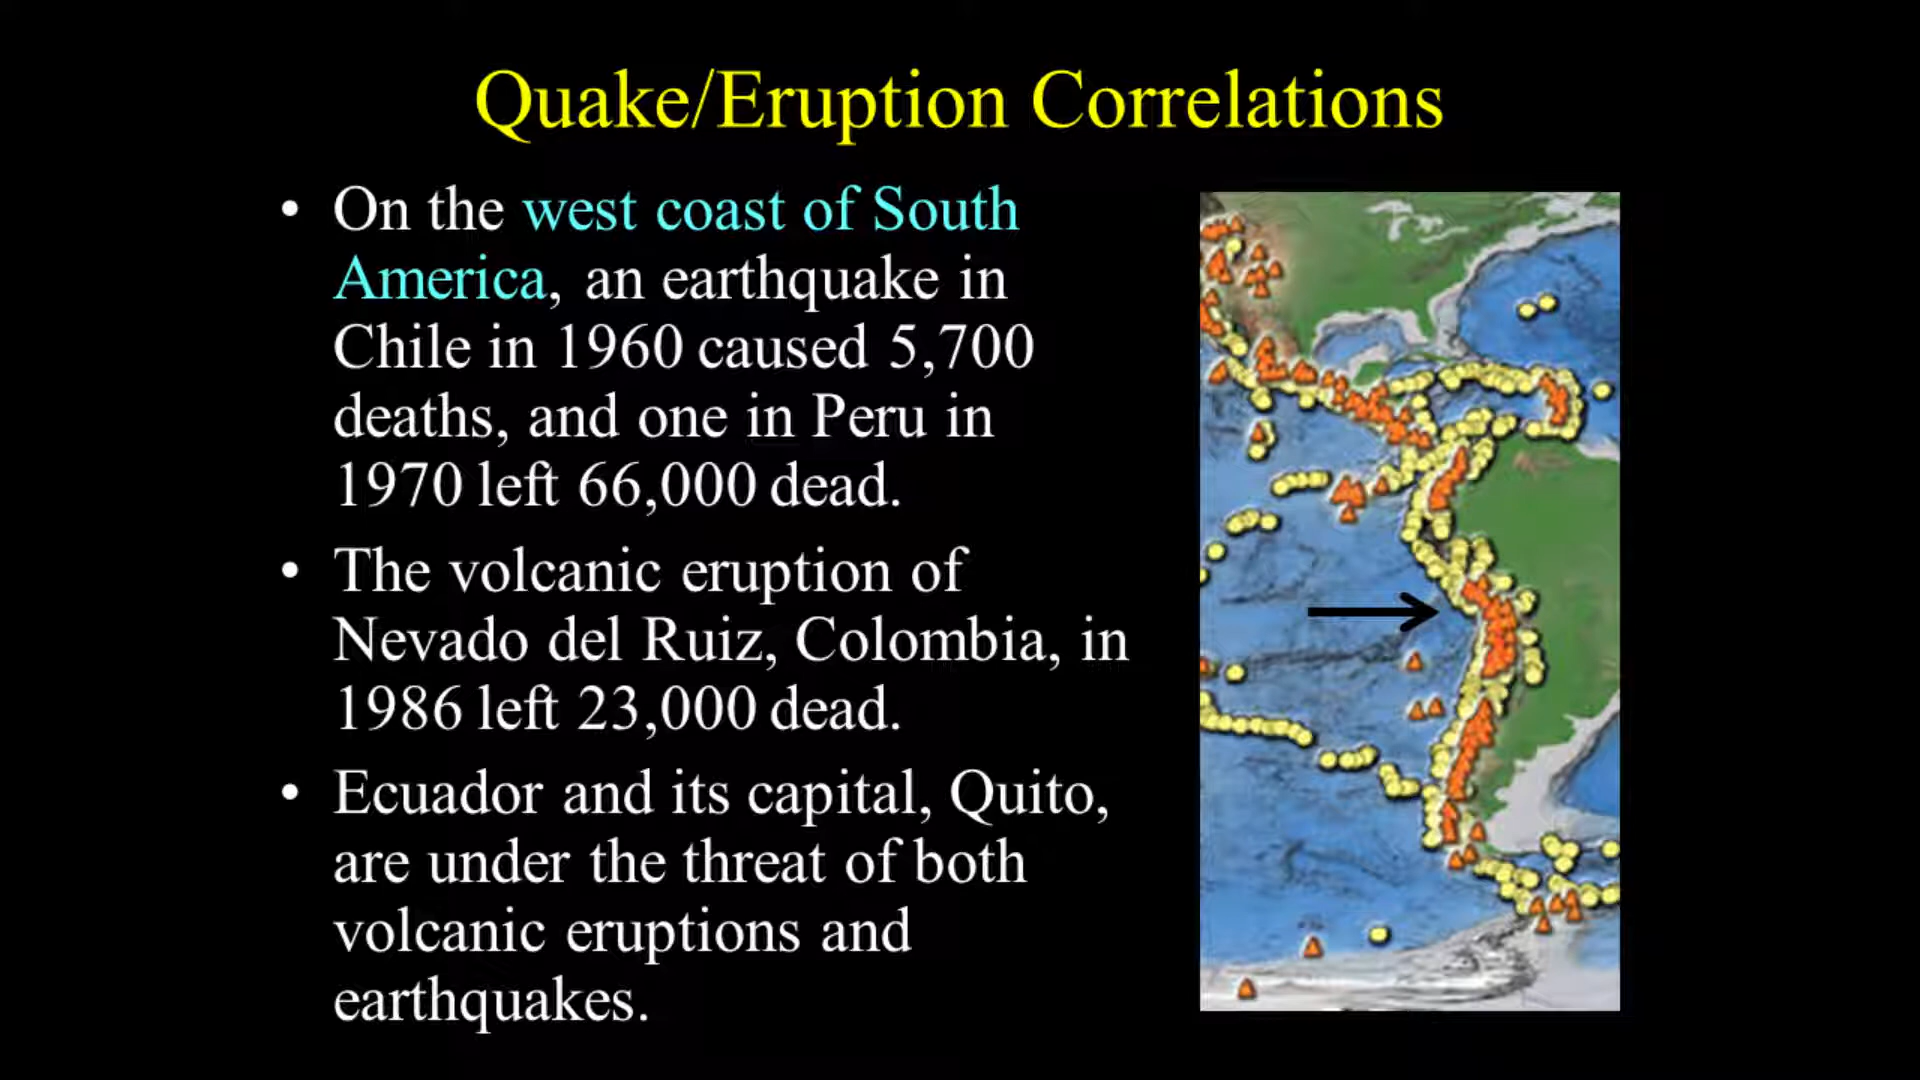 Quake/Eruption Correlations
• On the west coast of South
America, an earthquake in
Chile in 1960 caused 5,700
deaths, and one in Peru in
1970 left 66,000 dead.
• The volcanic eruption of
Nevado del Ruiz, Colombia, in
1986 left 23,000 dead.
• Ecuador and its capital, Quito,
are under the threat of both
volcanic eruptions and
earthquakes.